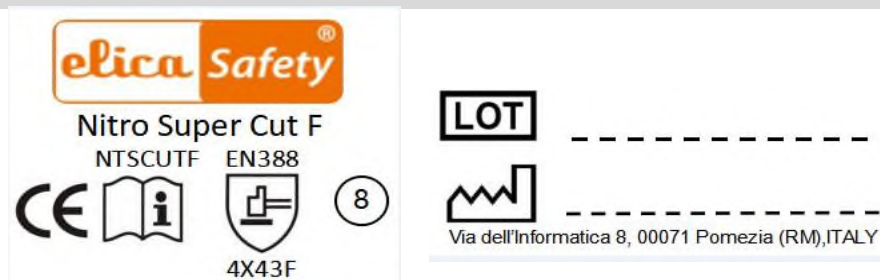 elica Safety®
Nitro Super Cut F
NTSCUTF EN388
CE i 8
4X43F
LOT
Via dell'Informatica 8, 00071 Pomezia (RM),ITALY